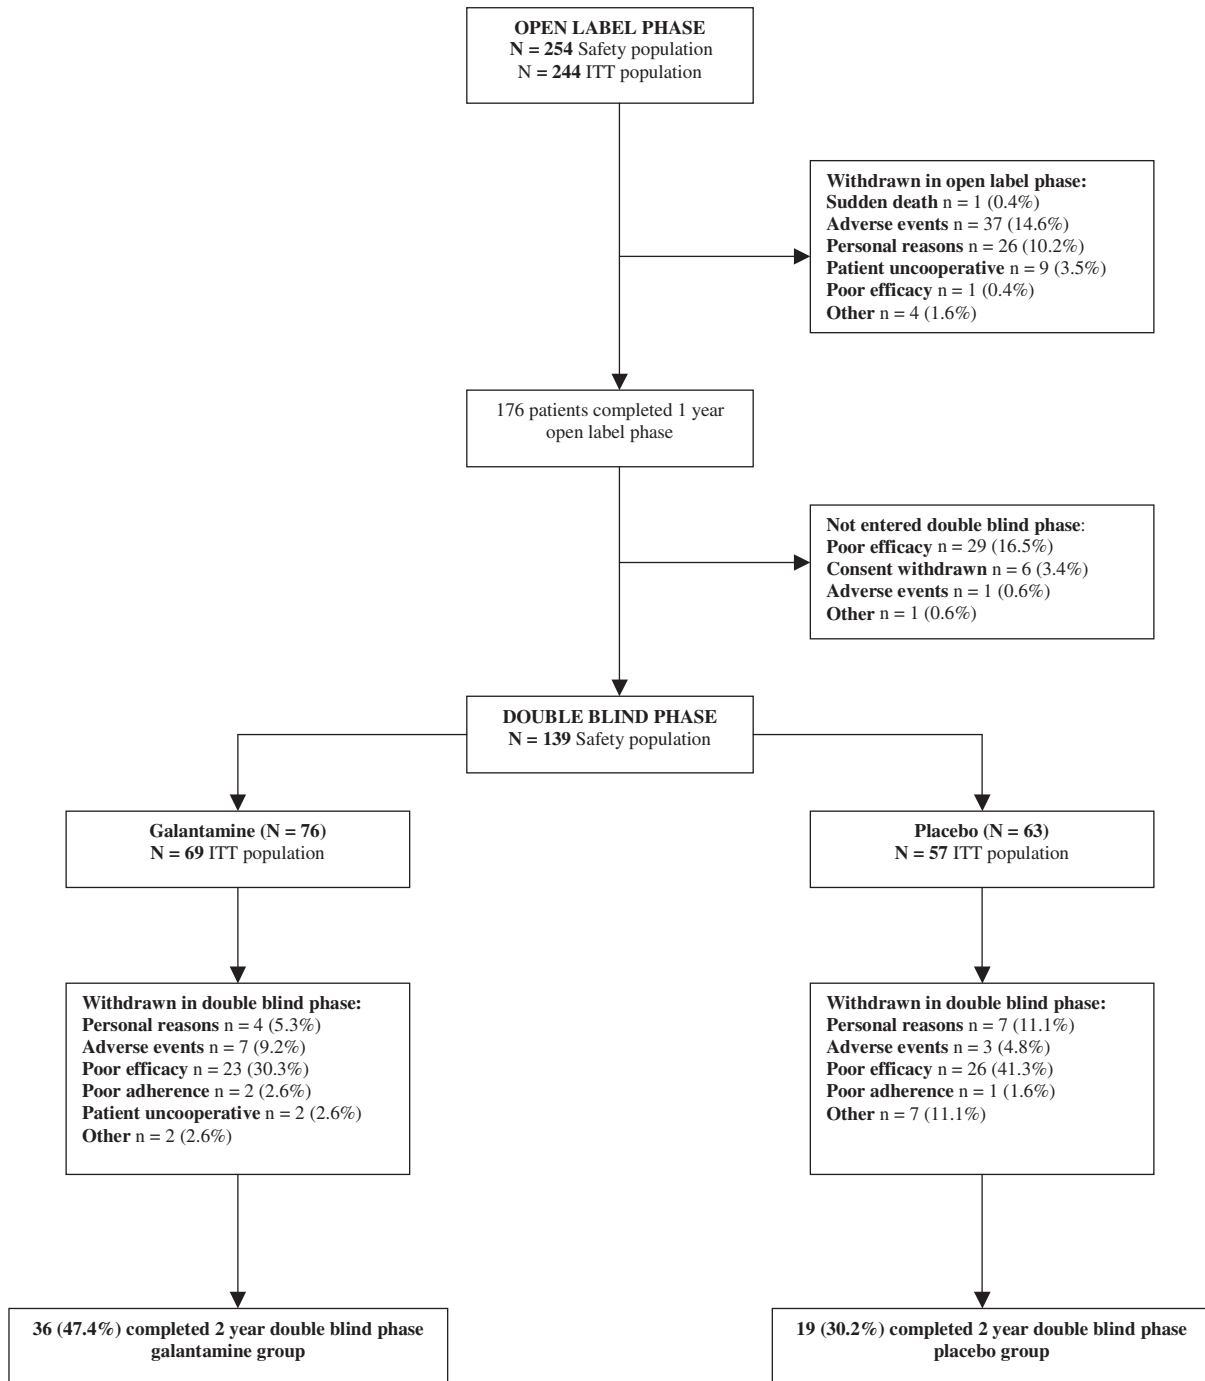 OPEN LABEL PHASE
N = 254 Safety population
N = 244 ITT population
Withdrawn in open label phase:
Sudden death n = 1 (0.4%)
Adverse events n = 37 (14.6%)
Personal reasons n = 26 (10.2%)
Patient uncooperative n = 9 (3.5%)
Poor efficacy n = 1 (0.4%)
Other n = 4 (1.6%)
176 patients completed 1 year
open label phase
Not entered double blind phase:
Poor efficacy n = 29 (16.5%)
Consent withdrawn n = 6 (3.4%)
Adverse events n = 1 (0.6%)
Other n = 1 (0.6%)
DOUBLE BLIND PHASE
N = 139 Safety population
Galantamine (N = 76)
N = 69 ITT population
Placebo (N = 63)
N = 57 ITT population
Withdrawn in double blind phase:
Personal reasons n = 4 (5.3%)
Adverse events n = 7 (9.2%)
Poor efficacy n = 23 (30.3%)
Poor adherence n = 2 (2.6%)
Patient uncooperative n = 2 (2.6%)
Other n = 2 (2.6%)
Withdrawn in double blind phase:
Personal reasons n = 7 (11.1%)
Adverse events n = 3 (4.8%)
Poor efficacy n = 26 (41.3%)
Poor adherence n = 1 (1.6%)
Other n = 7 (11.1%)
36 (47.4%) completed 2 year double blind phase
galantamine group
19 (30.2%) completed 2 year double blind phase
placebo group